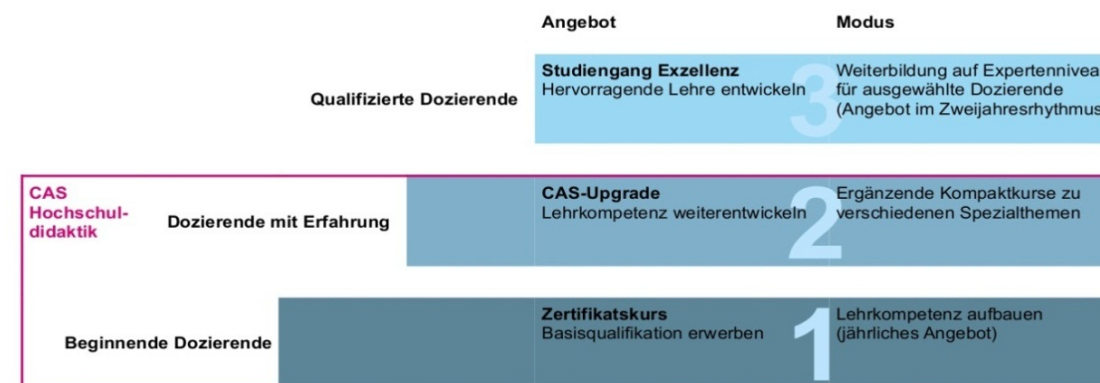 Angebot
Modus
Qualifizierte Dozierende
Studiengang Exzellenz
Hervorragende Lehre entwickeln
3
Weiterbildung auf Expertennivea
für ausgewählte Dozierende
(Angebot im Zweijahresrhythmus
CAS
Hochschul-
didaktik
Dozierende mit Erfahrung
CAS-Upgrade
Lehrkompetenz weiterentwickeln
2
Ergänzende Kompaktkurse zu
verschiedenen Spezialthemen
Beginnende Dozierende
Zertifikatskurs
Basisqualifikation erwerben
1
Lehrkompetenz aufbauen
(jährliches Angebot)